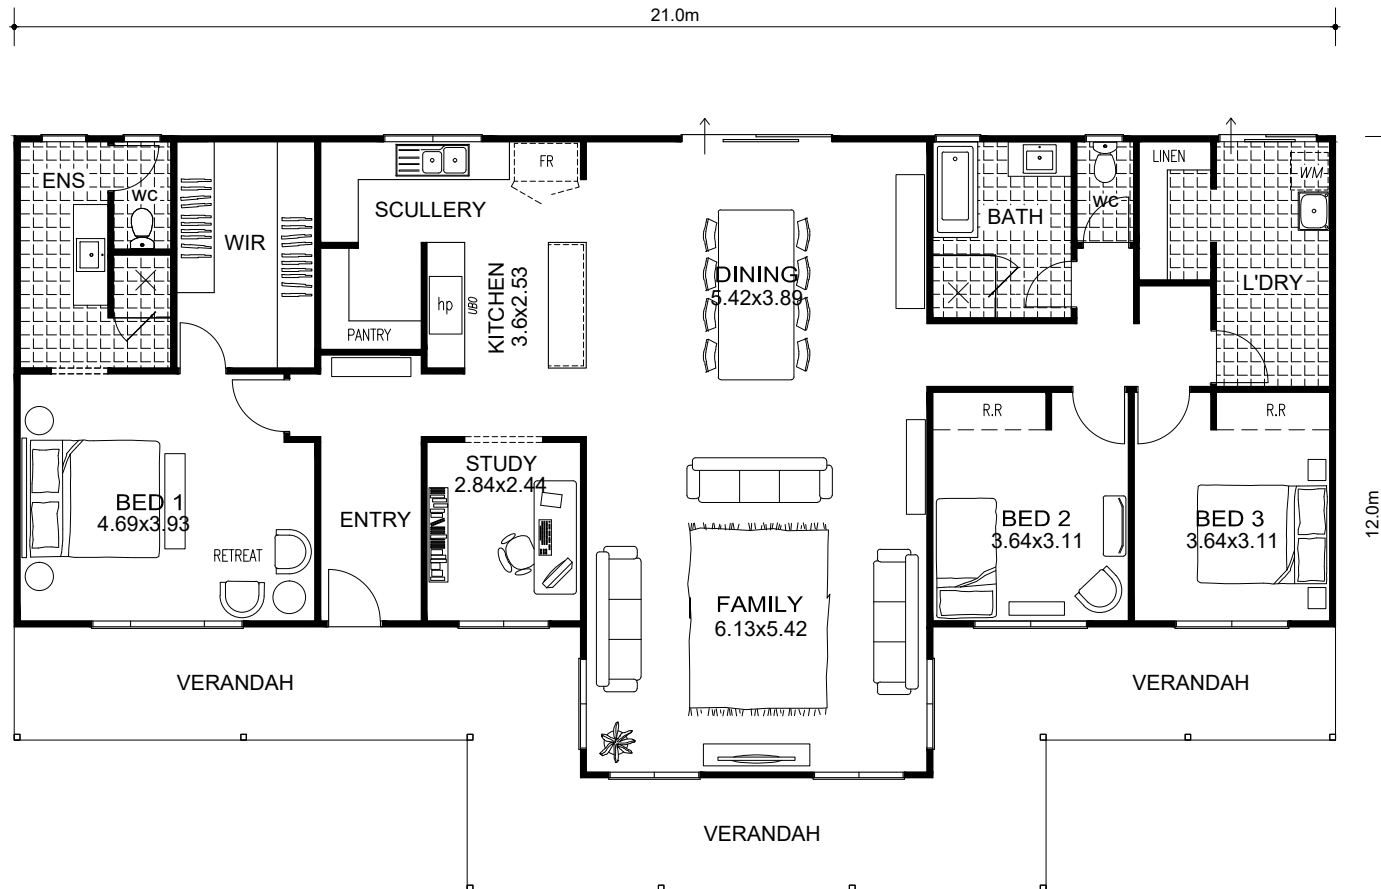 21.0m
ENS
WC
WIR
SCULLERY
FR
PANTRY
hp
UBO
KITCHEN
3.6x2.53
DINING
5.42x3.89
BATH
WC
LINEN
WM
L'DRY
R.R
R.R
BED 1
4.69x3.93
RETREAT
ENTRY
STUDY
2.84x2.44
FAMILY
6.13x5.42
BED 2
3.64x3.11
BED 3
3.64x3.11
12.0m
VERANDAH
VERANDAH
VERANDAH